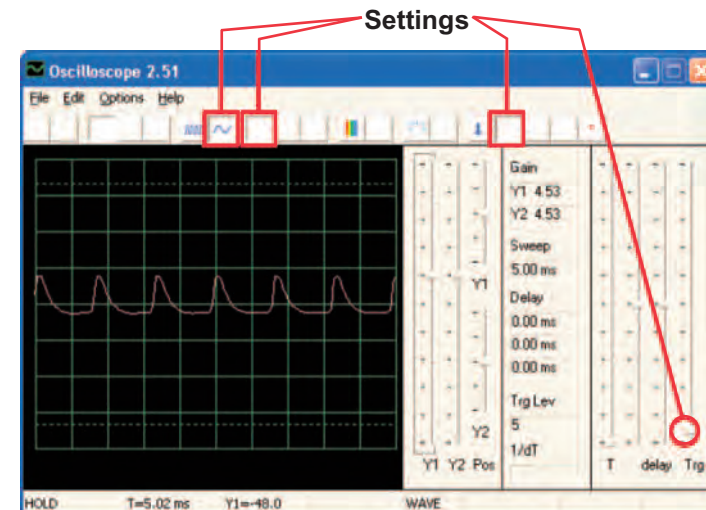 Settings
Oscilloscope 2.51
File Edit Options Help
Gain
Y1 4.53
Y2 4.53
Sweep
5.00 ms
Y1
Delay
0.00 ms
0.00 ms
0.00 ms
Trg Lev
5
Y2
1/dT
Y1 Y2 Pos
T delay Trg
HOLD T=5.02 ms Y1=-48.0 WAVE